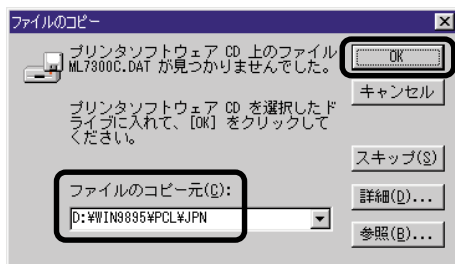 ファイルのコピー
プリンタソフトウェア CD 上のファイル
ML7300C.DAT が見つかりませんでした。
OK
キャンセル
プリンタソフトウェア CD を選択したド
ライブに入れて、[OK] をクリックして
ください。
スキップ(S)
ファイルのコピー元(C):
詳細(D)...
D:¥WIN9895¥PCL¥JPN
参照(B)...